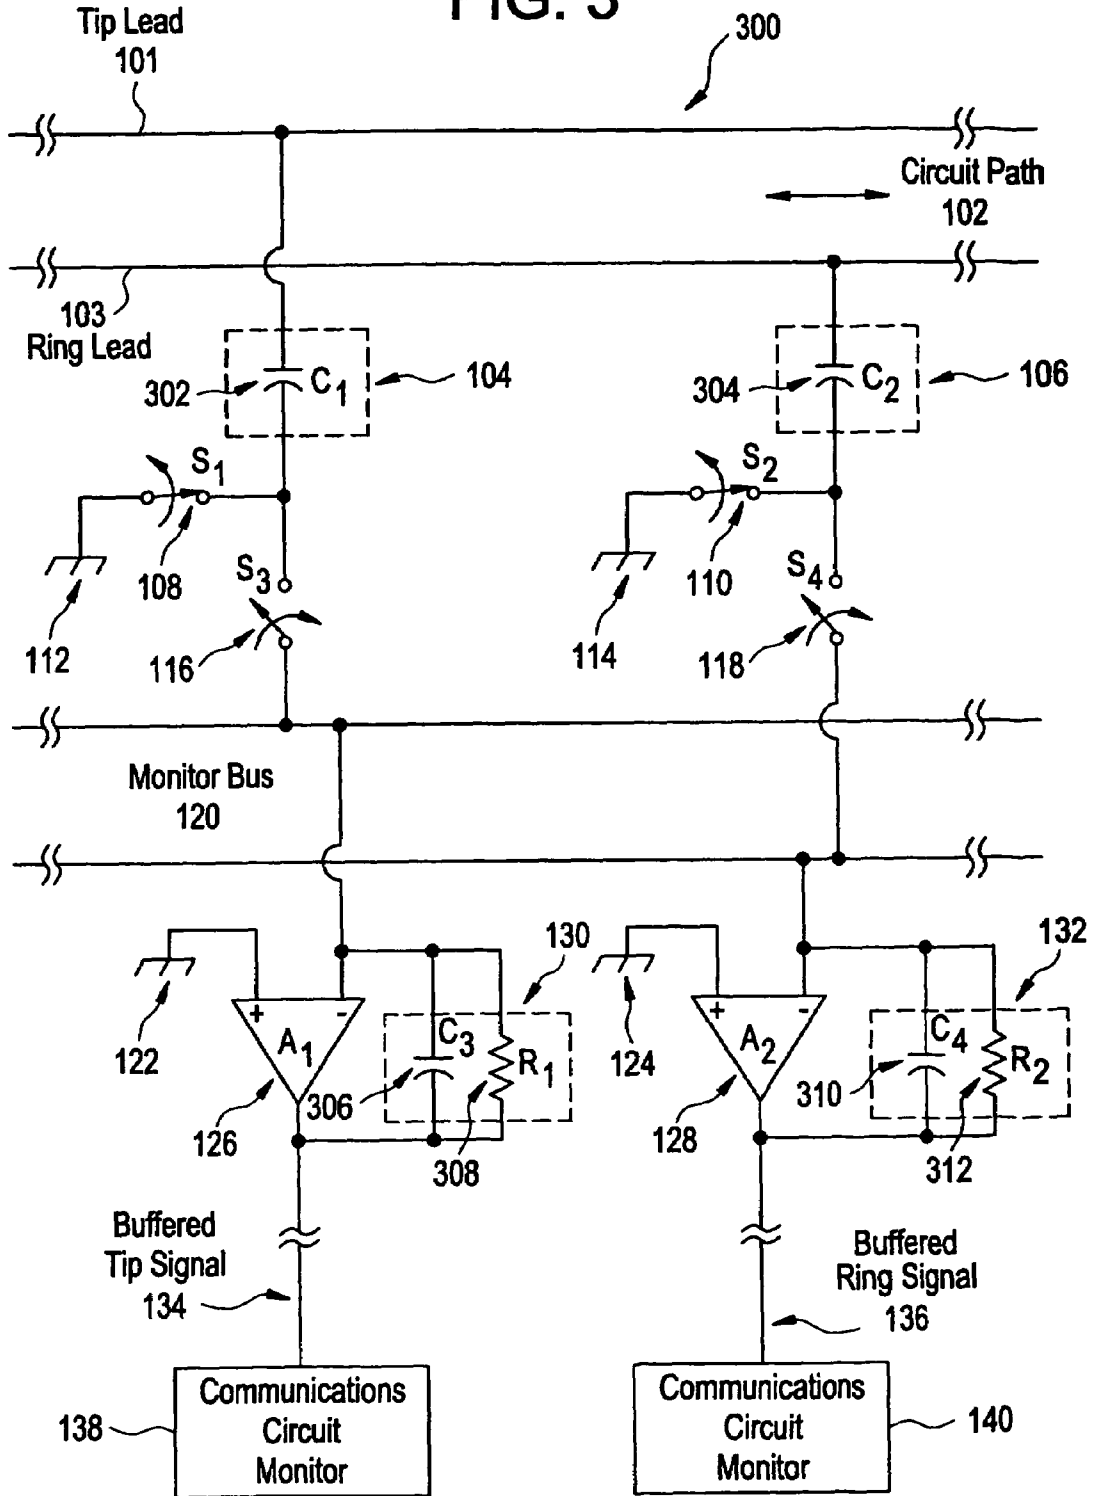 FIG. 3
Tip Lead
101
300
Circuit Path
102
103
Ring Lead
302
C1
104
304
C2
106
S1
S2
108
110
112
114
S3
S4
116
118
Monitor Bus
120
122
+
-
A1
126
130
C3
306
R1
308
124
+
-
A2
128
132
C4
310
R2
312
Buffered
Tip Signal
134
Buffered
Ring Signal
136
138
Communications
Circuit
Monitor
Communications
Circuit
Monitor
140